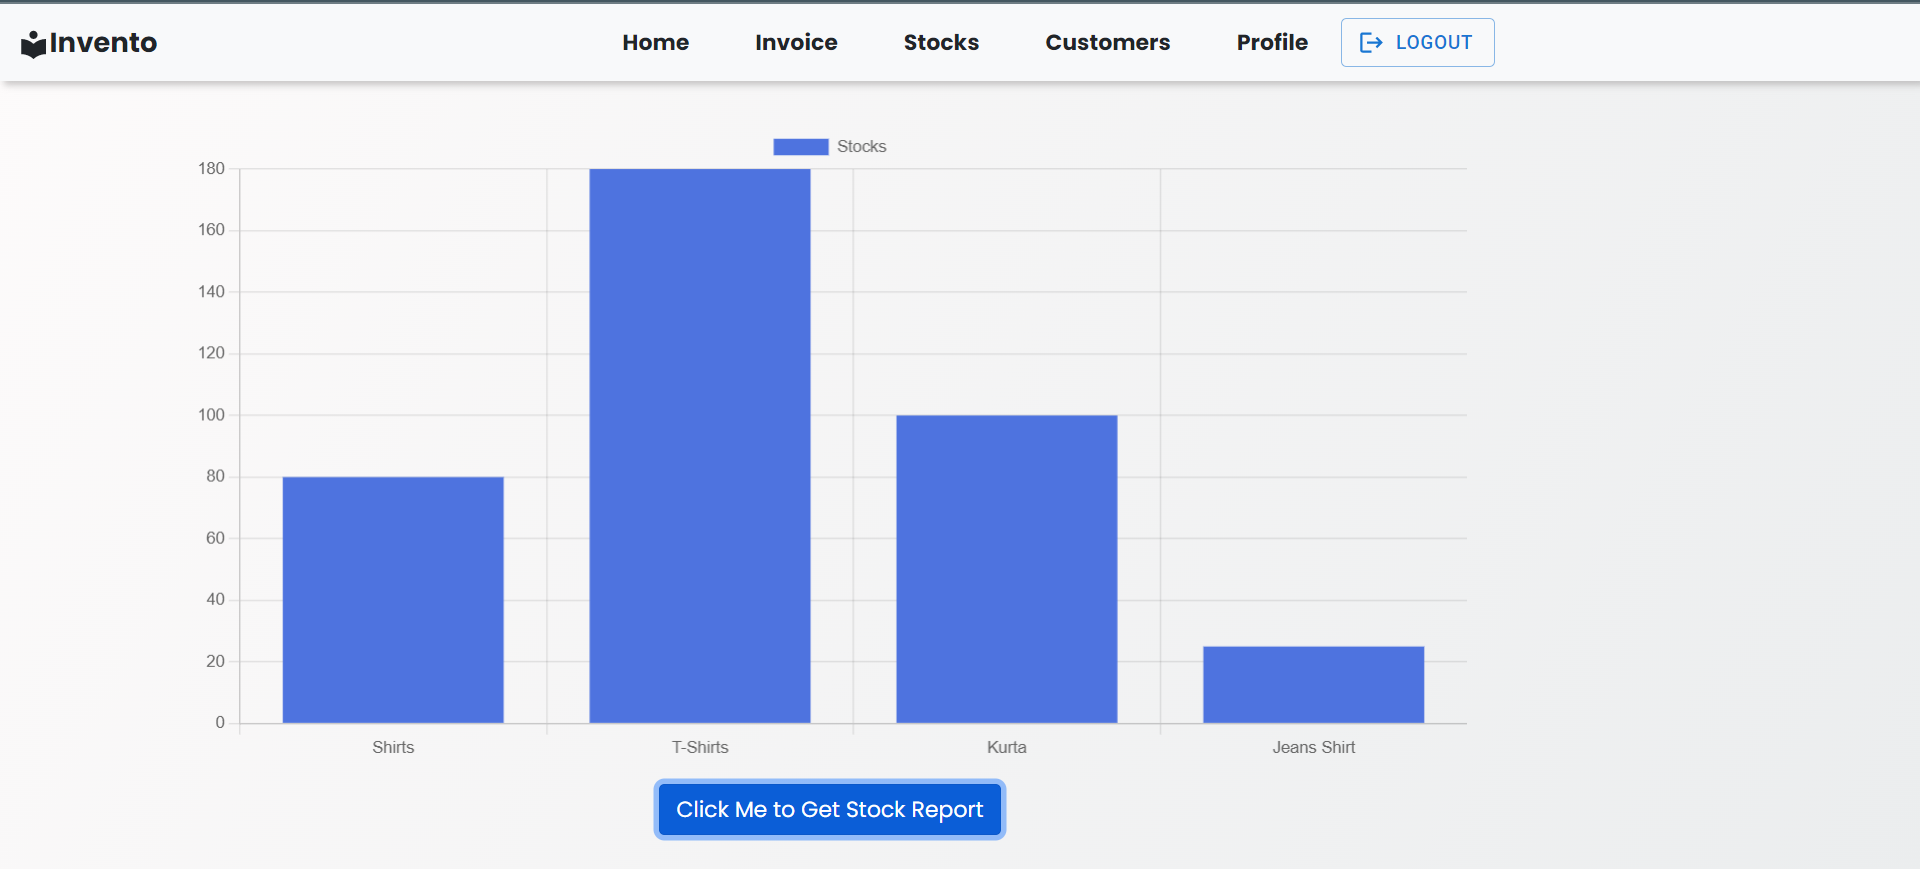 Invento Home Invoice Stocks Customers Profile LOGOUT
Stocks
180
160
140
120
100
80
60
40
20
0
Shirts T-Shirts Kurta Jeans Shirt
Click Me to Get Stock Report